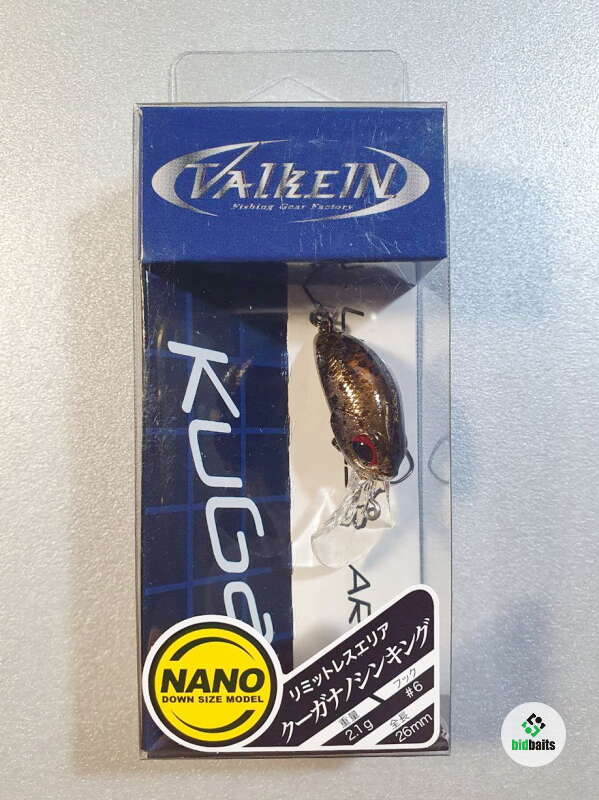 ValkeIN
Fishing Gear Factory
KUGa
AR
NANO
DOWN SIZE MODEL
リミットレスエリア
クーガナノシンキング
重量
2.1g
フック
#6
全長
26mm
bidbaits